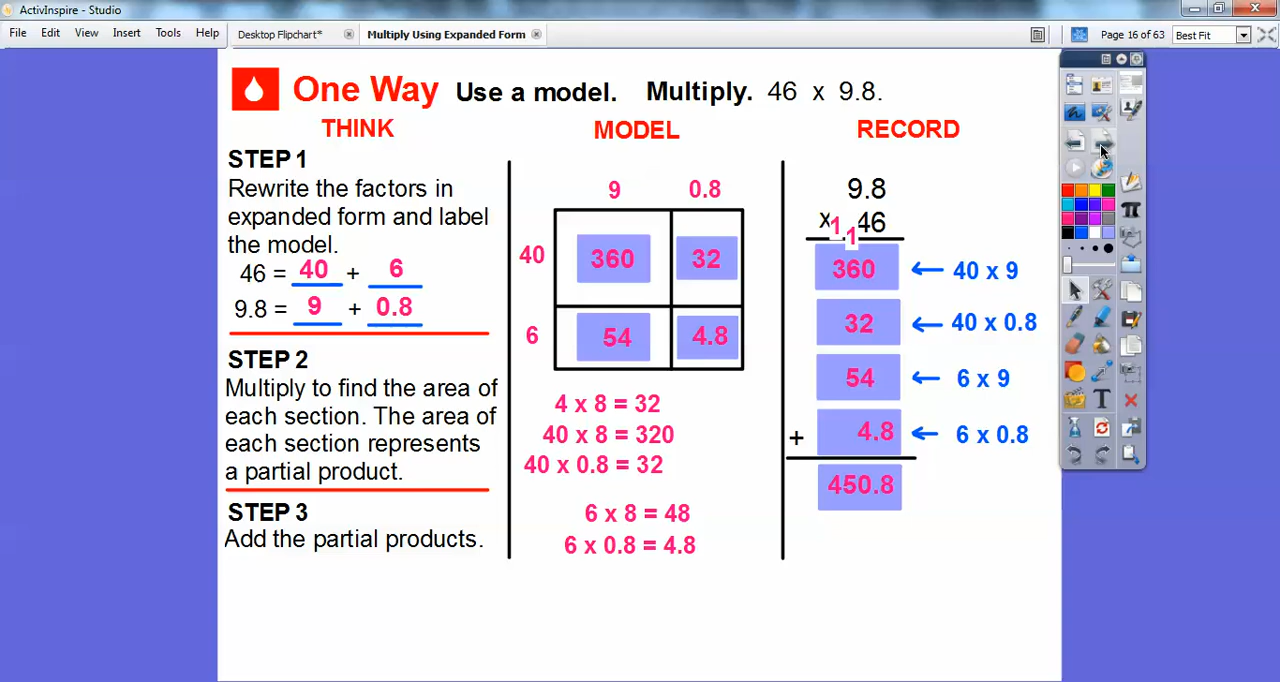 ActivInspire - Studio
File Edit View Insert Tools Help
Desktop Flipchart*
Multiply Using Expanded Form
Page 16 of 63
Best Fit
One Way Use a model. Multiply. 46 x 9.8.
THINK
STEP 1
Rewrite the factors in
expanded form and label
the model.
46 = 40 + 6
9.8 = 9 + 0.8
STEP 2
Multiply to find the area of
each section. The area of
each section represents
a partial product.
STEP 3
Add the partial products.
MODEL
9 0.8
40 360 32
6 54 4.8
4 x 8 = 32
40 x 8 = 320
40 x 0.8 = 32
6 x 8 = 48
6 x 0.8 = 4.8
RECORD
9.8
x 46
1
1
360 ← 40 x 9
32 ← 40 x 0.8
54 ← 6 x 9
+ 4.8 ← 6 x 0.8
450.8